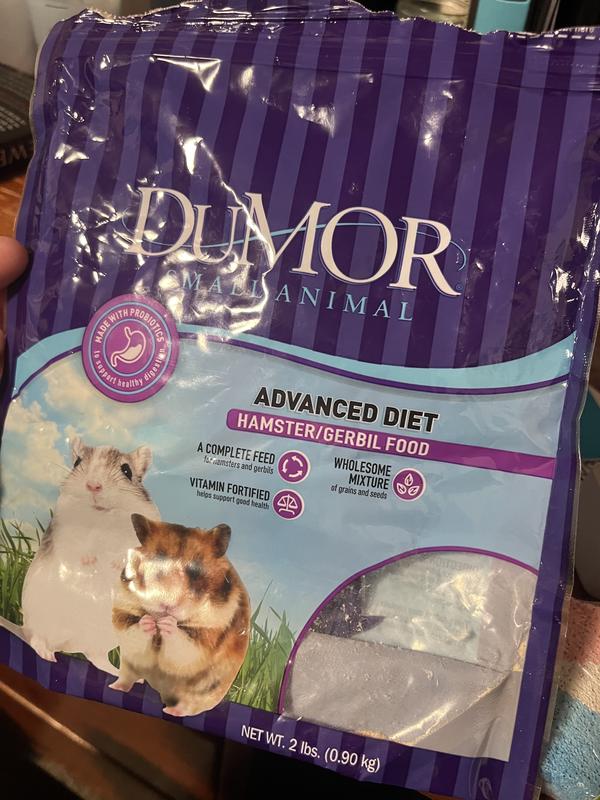 DuMOR
SMALL ANIMAL
MADE WITH PROBIOTICS
to support healthy digestion
ADVANCED DIET
HAMSTER/GERBIL FOOD
A COMPLETE FEED
for hamsters and gerbils
WHOLESOME
MIXTURE
of grains and seeds
VITAMIN FORTIFIED
helps support good health
NET WT. 2 lbs. (0.90 kg)